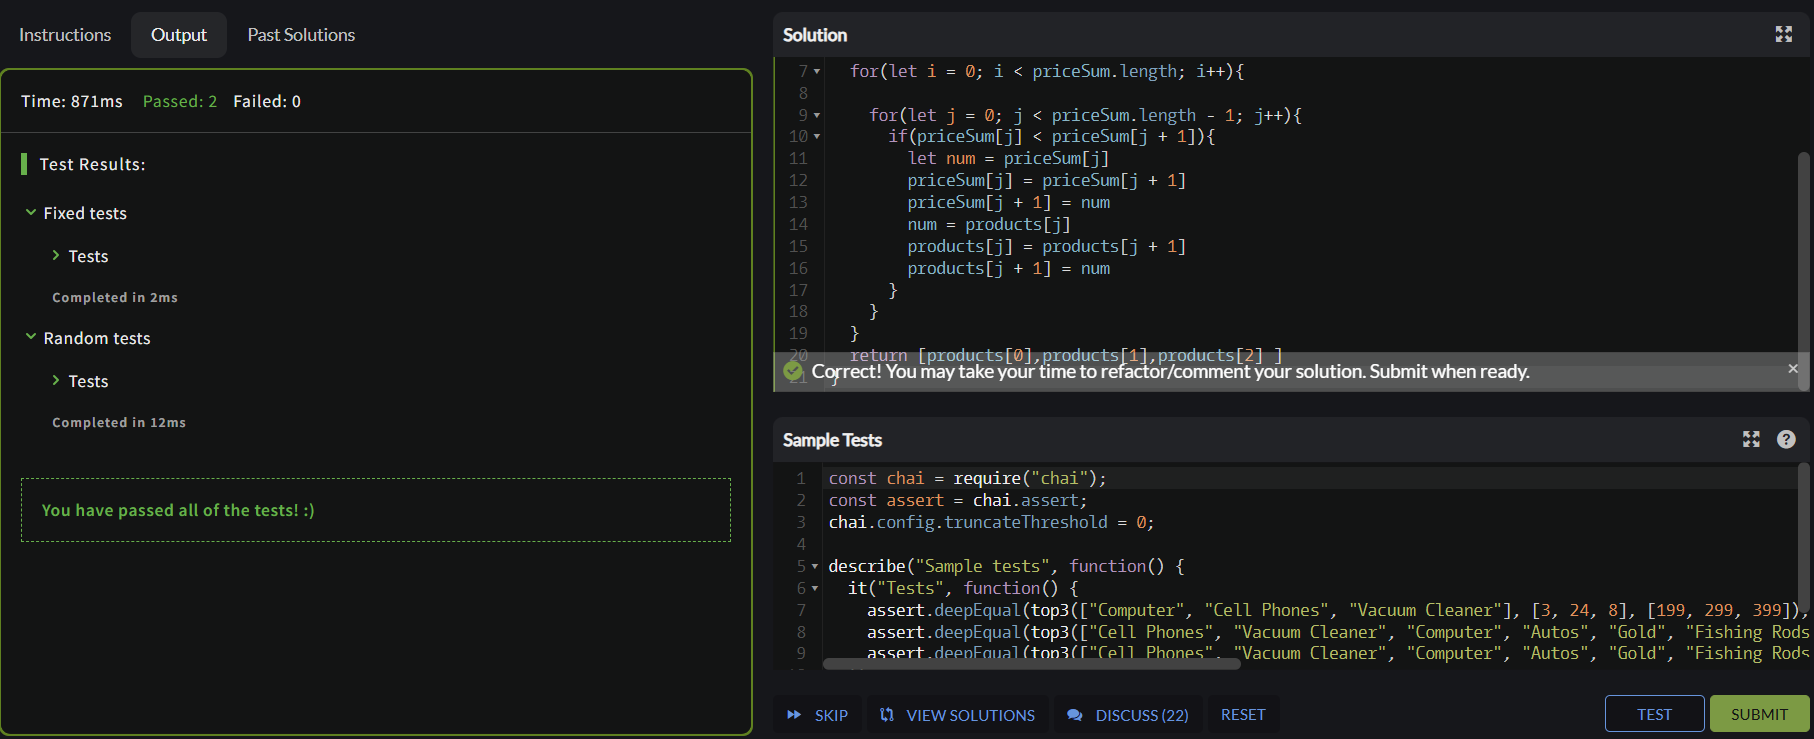 Instructions
Output
Past Solutions
Time: 871ms Passed: 2 Failed: 0
Test Results:
Fixed tests
Tests
Completed in 2ms
Random tests
Tests
Completed in 12ms
You have passed all of the tests! :)
Solution
7 for(let i = 0; i < priceSum.length; i++){
8
9 for(let j = 0; j < priceSum.length - 1; j++){
10 if(priceSum[j] < priceSum[j + 1]){
11 let num = priceSum[j]
12 priceSum[j] = priceSum[j + 1]
13 priceSum[j + 1] = num
14 num = products[j]
15 products[j] = products[j + 1]
16 products[j + 1] = num
17 }
18 }
19 }
20 return [products[0],products[1],products[2] ]
21 }
Correct! You may take your time to refactor/comment your solution. Submit when ready.
Sample Tests
1 const chai = require("chai");
2 const assert = chai.assert;
3 chai.config.truncateThreshold = 0;
4
5 describe("Sample tests", function() {
6 it("Tests", function() {
7 assert.deepEqual(top3(["Computer", "Cell Phones", "Vacuum Cleaner"], [3, 24, 8], [199, 299, 399]),
8 assert.deepEqual(top3(["Cell Phones", "Vacuum Cleaner", "Computer", "Autos", "Gold", "Fishing Rods
9 assert.deepEqual(top3(["Cell Phones", "Vacuum Cleaner", "Computer", "Autos", "Gold", "Fishing Rods
SKIP
VIEW SOLUTIONS
DISCUSS (22)
RESET
TEST
SUBMIT